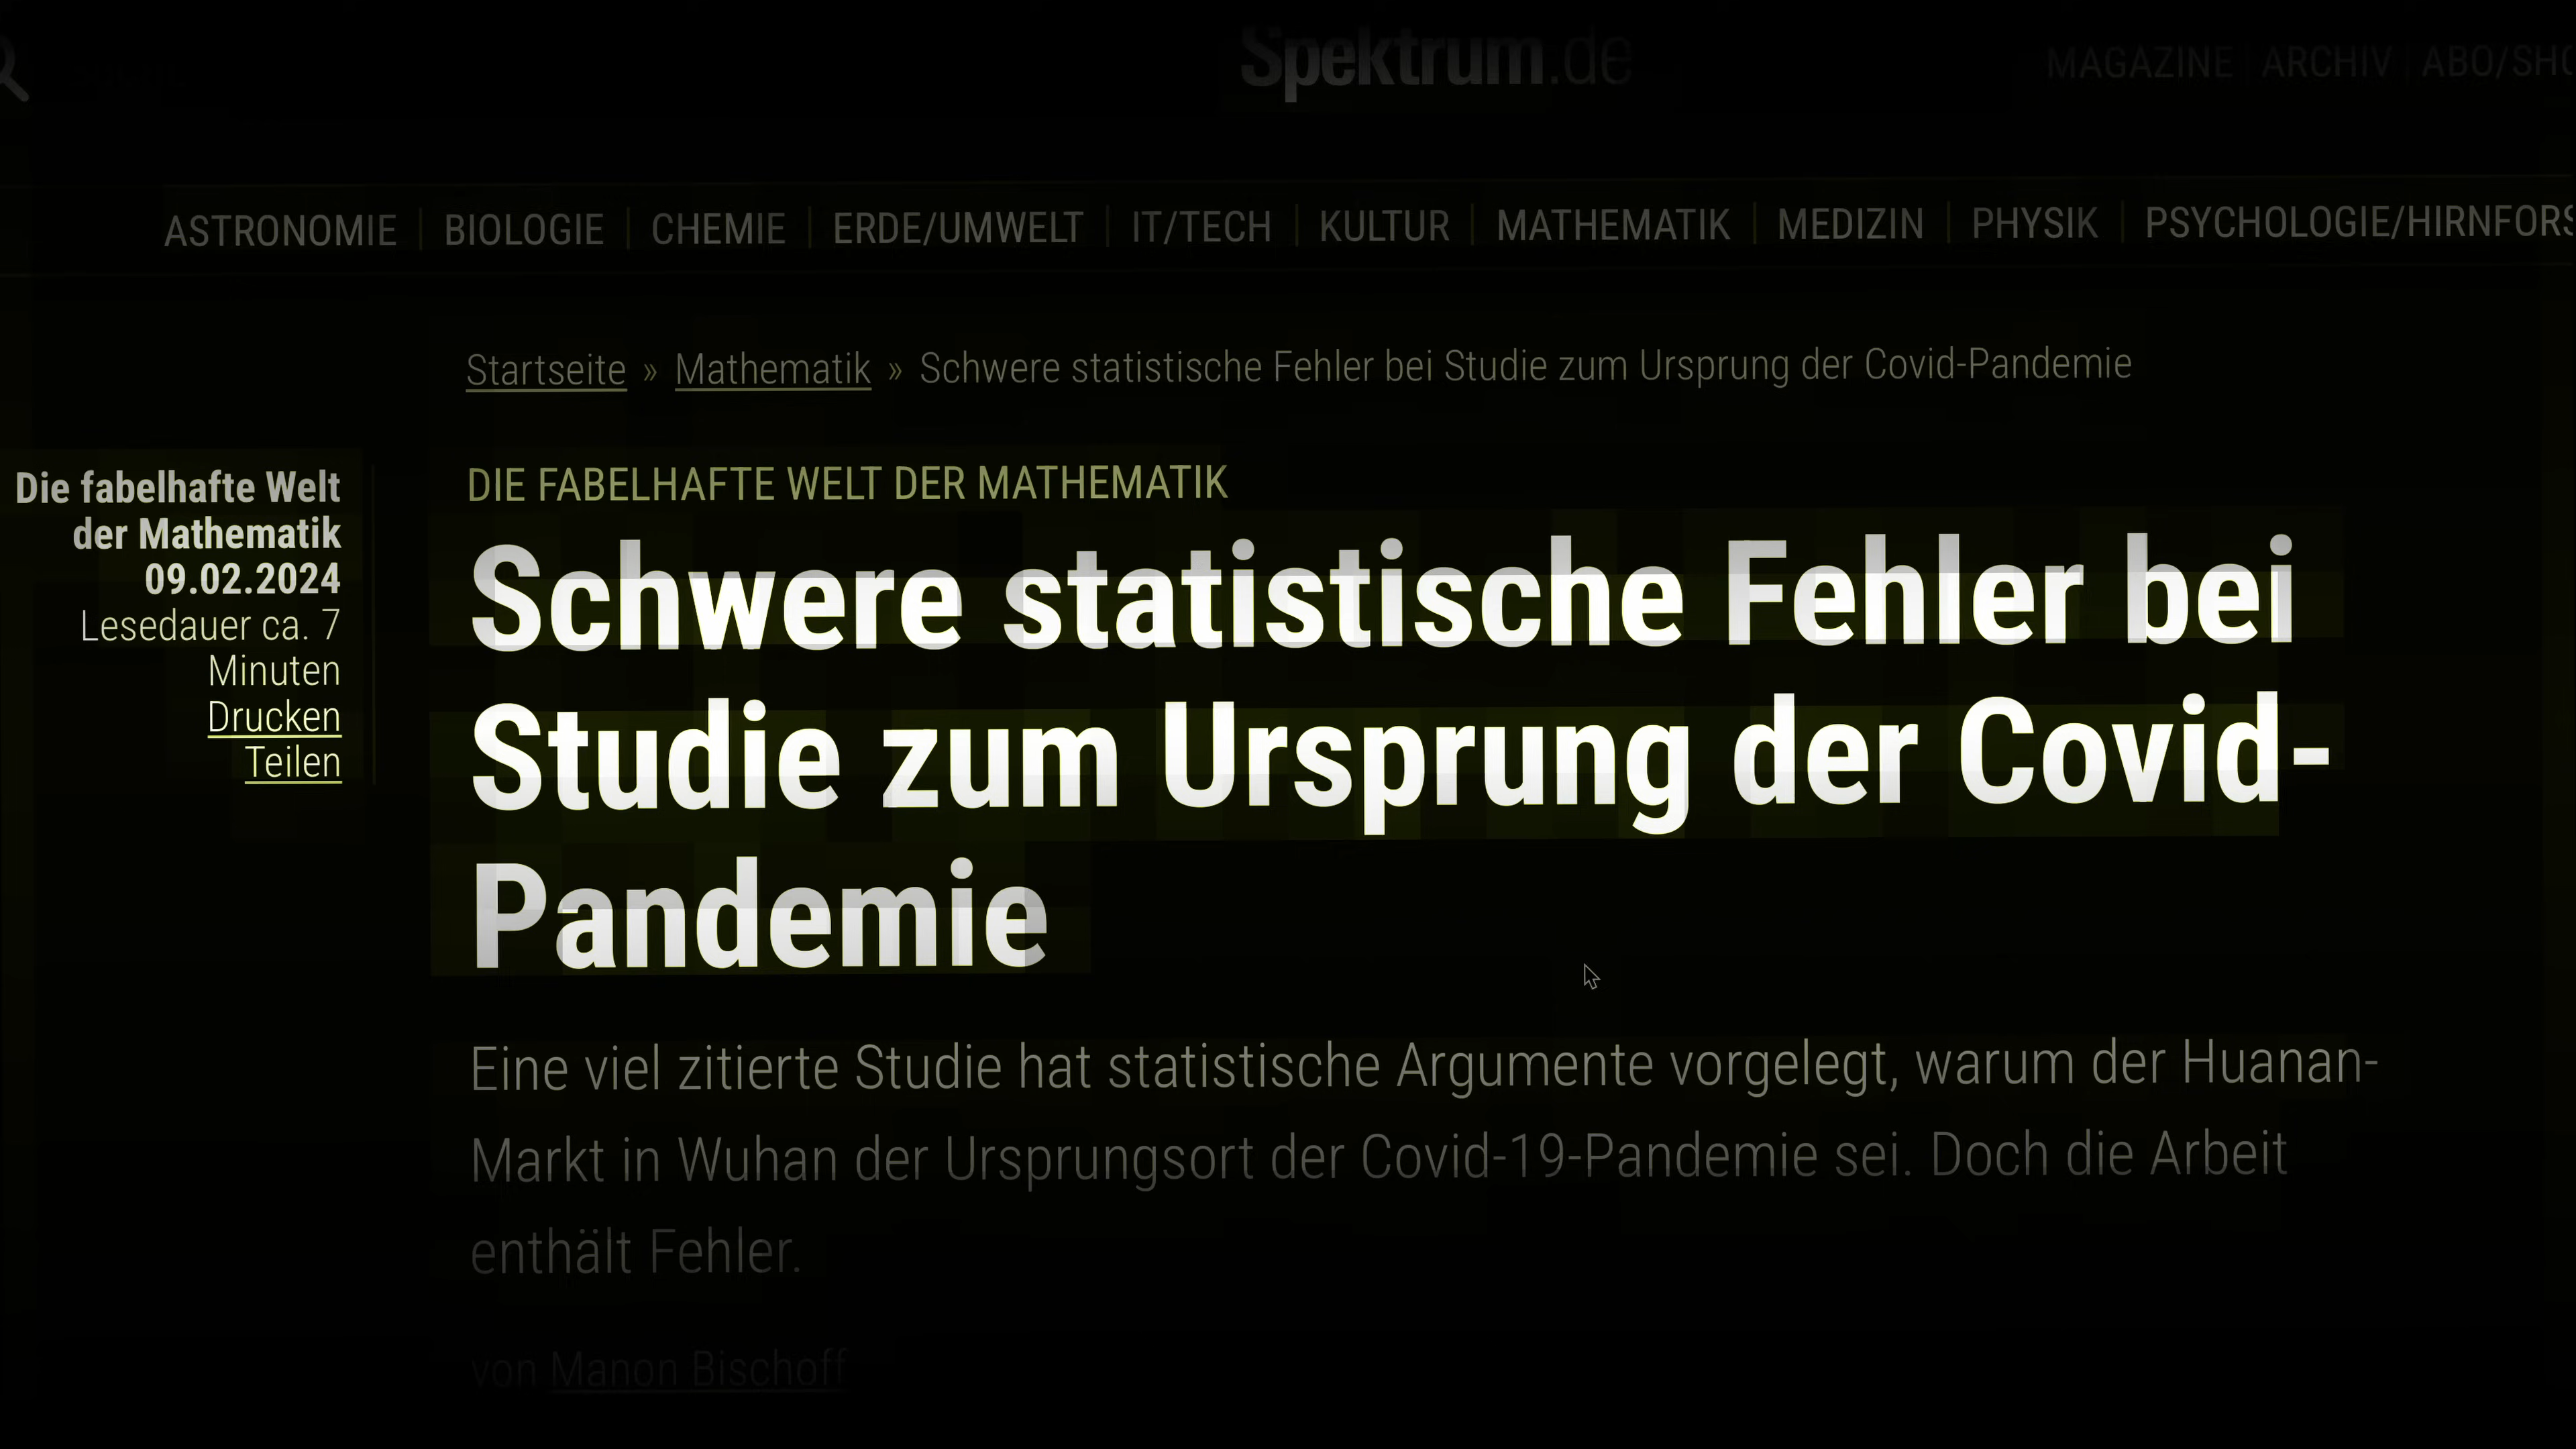 Spektrum.de
MAGAZINE | ARCHIV | ABO/
ASTRONOMIE | BIOLOGIE | CHEMIE | ERDE/UMWELT | IT/TECH | KULTUR | MATHEMATIK | MEDIZIN | PHYSIK |
Startseite » Mathematik » Schwere statistische Fehler bei Studie zum Ursprung der Covid-Pandemie
Die fabelhafte Welt
der Mathematik
09.02.2024
Lesedauer ca. 7
Minuten
Drucken
Teilen
DIE FABELHAFTE WELT DER MATHEMATIK
Schwere statistische Fehler bei
Studie zum Ursprung der Covid-
Pandemie
Eine viel zitierte Studie hat statistische Argumente vorgelegt, warum der Huanan-
Markt in Wuhan der Ursprungsort der Covid-19-Pandemie sei. Doch die Arbeit
enthält Fehler.
von Manon Bischoff